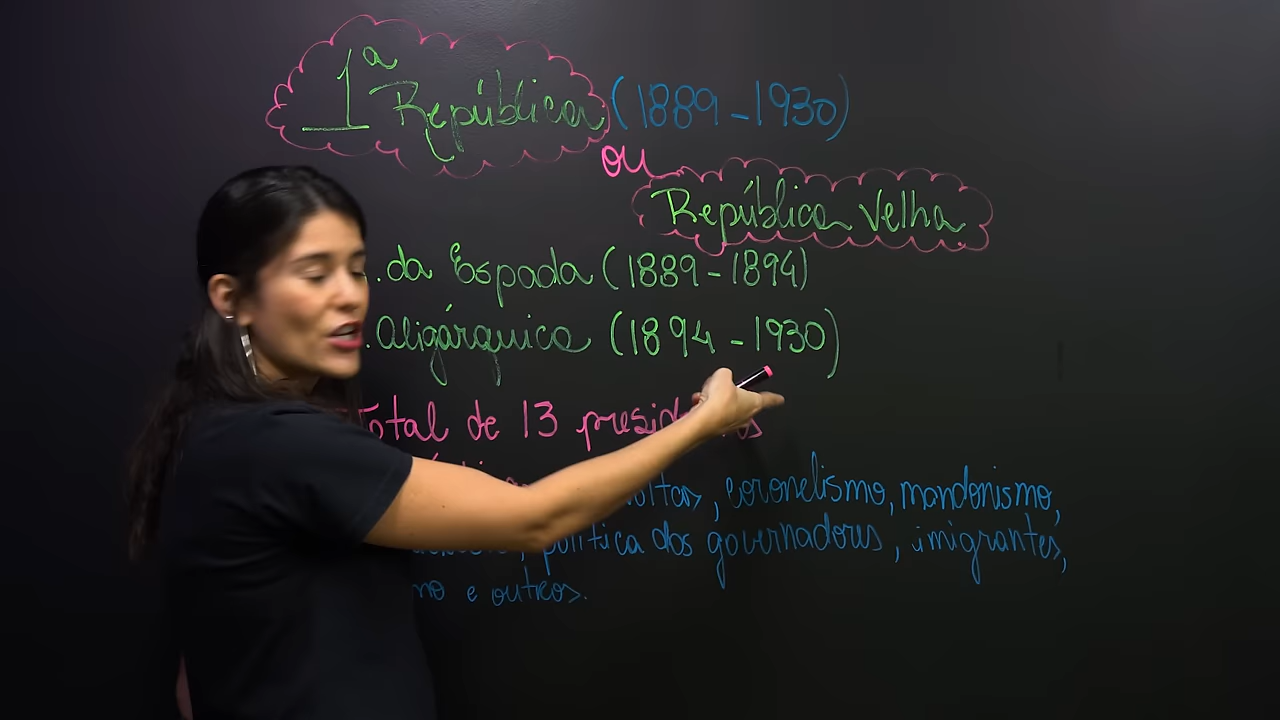 1ª República (1889-1930)
ou
República Velha
. da Espada (1889-1894)
. Oligárquica (1894-1930)
Total de 13
, coronelismo, mandonismo,
, política dos governadores, imigrantes,
e outros.